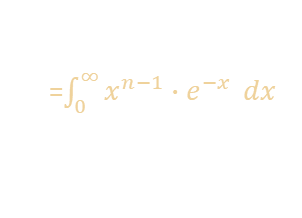 =∫₀^∞ xⁿ⁻¹ · e⁻ˣ dx